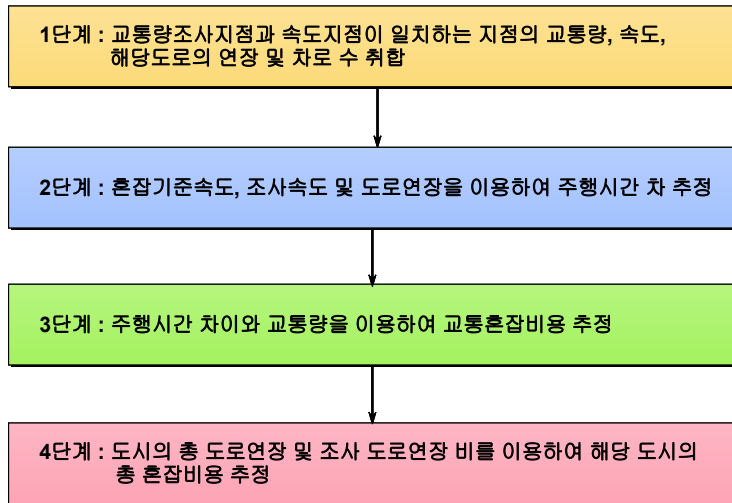 1단계 : 교통량조사지점과 속도지점이 일치하는 지점의 교통량, 속도,
해당도로의 연장 및 차로 수 취합
2단계 : 혼잡기준속도, 조사속도 및 도로연장을 이용하여 주행시간 차 추정
3단계 : 주행시간 차이와 교통량을 이용하여 교통혼잡비용 추정
4단계 : 도시의 총 도로연장 및 조사 도로연장 비를 이용하여 해당 도시의
총 혼잡비용 추정